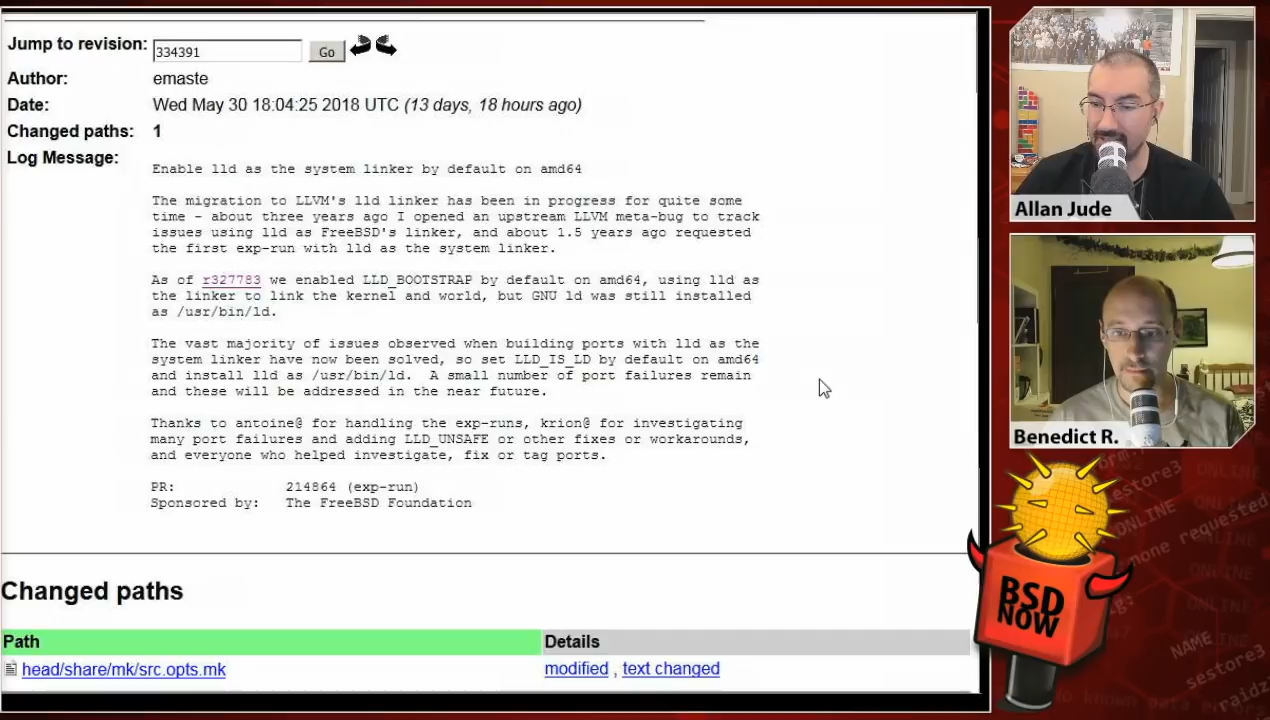 Jump to revision: 334391 Go
Author: emaste
Date: Wed May 30 18:04:25 2018 UTC (13 days, 18 hours ago)
Changed paths: 1
Log Message:
Enable lld as the system linker by default on amd64
The migration to LLVM's lld linker has been in progress for quite some
time - about three years ago I opened an upstream LLVM meta-bug to track
issues using lld as FreeBSD's linker, and about 1.5 years ago requested
the first exp-run with lld as the system linker.
As of r327783 we enabled LLD_BOOTSTRAP by default on amd64, using lld as
the linker to link the kernel and world, but GNU ld was still installed
as /usr/bin/ld.
The vast majority of issues observed when building ports with lld as the
system linker have now been solved, so set LLD_IS_LD by default on amd64
and install lld as /usr/bin/ld.  A small number of port failures remain
and these will be addressed in the near future.
Thanks to antoine@ for handling the exp-runs, krion@ for investigating
many port failures and adding LLD_UNSAFE or other fixes or workarounds,
and everyone who helped investigate, fix or tag ports.
PR: 214864 (exp-run)
Sponsored by: The FreeBSD Foundation
Changed paths
Path Details
head/share/mk/src.opts.mk modified , text changed
Allan Jude
Benedict R.
BSD
NOW
ONLINE
estore3
ONLINE
mone requested
ONLINE
NAME
sestore3